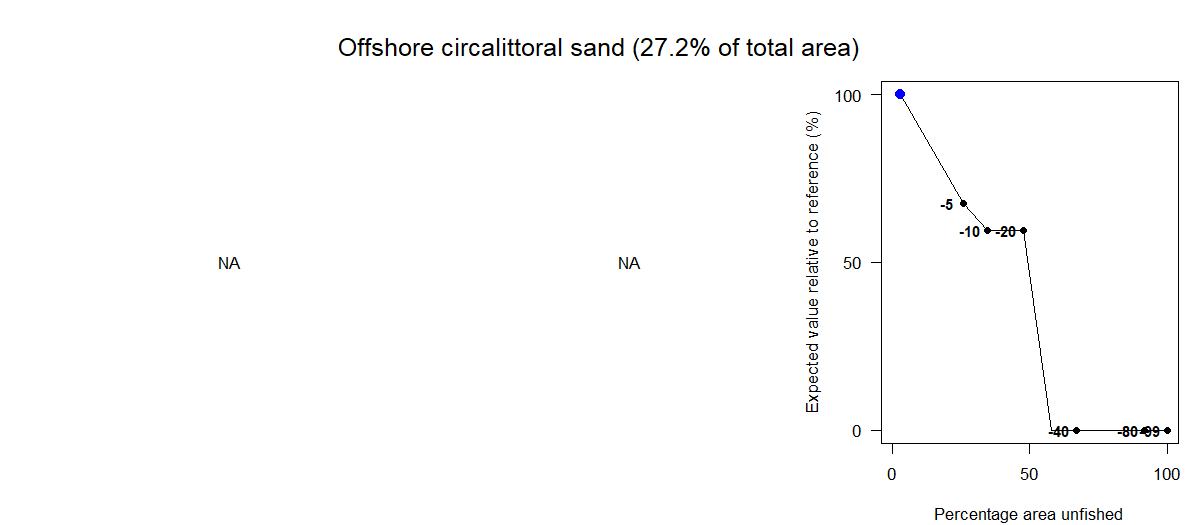 Offshore circalittoral sand (27.2% of total area)
NA
NA
Expected value relative to reference (%)
100
50
0
-5
-10
-20
-40
-80
-99
0
50
100
Percentage area unfished